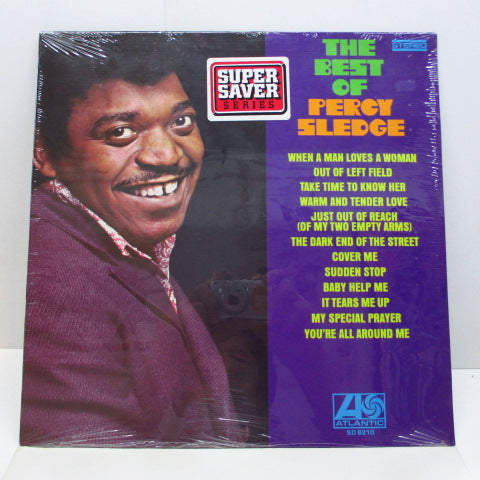 THE
BEST
OF
PERCY
SLEDGE
STEREO
SUPER
SAVER
SERIES
WHEN A MAN LOVES A WOMAN
OUT OF LEFT FIELD
TAKE TIME TO KNOW HER
WARM AND TENDER LOVE
JUST OUT OF REACH
(OF MY TWO EMPTY ARMS)
THE DARK END OF THE STREET
COVER ME
SUDDEN STOP
BABY HELP ME
IT TEARS ME UP
MY SPECIAL PRAYER
YOU'RE ALL AROUND ME
ATLANTIC
SD 8210